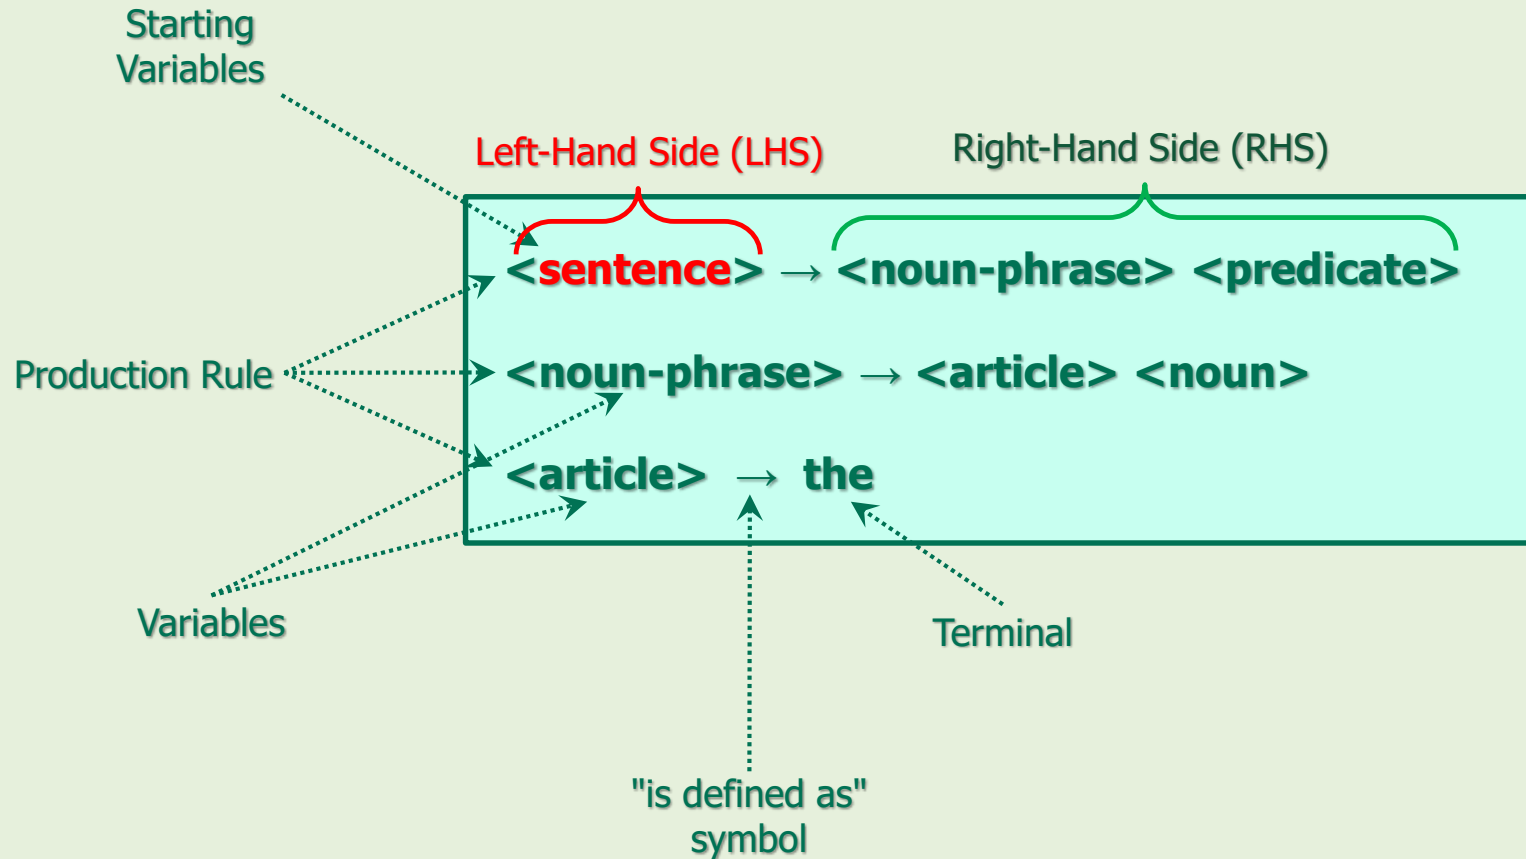 Starting
Variables
Left-Hand Side (LHS)
Right-Hand Side (RHS)
<sentence> → <noun-phrase> <predicate>
Production Rule
<noun-phrase> → <article> <noun>
<article> → the
Variables
Terminal
"is defined as"
symbol